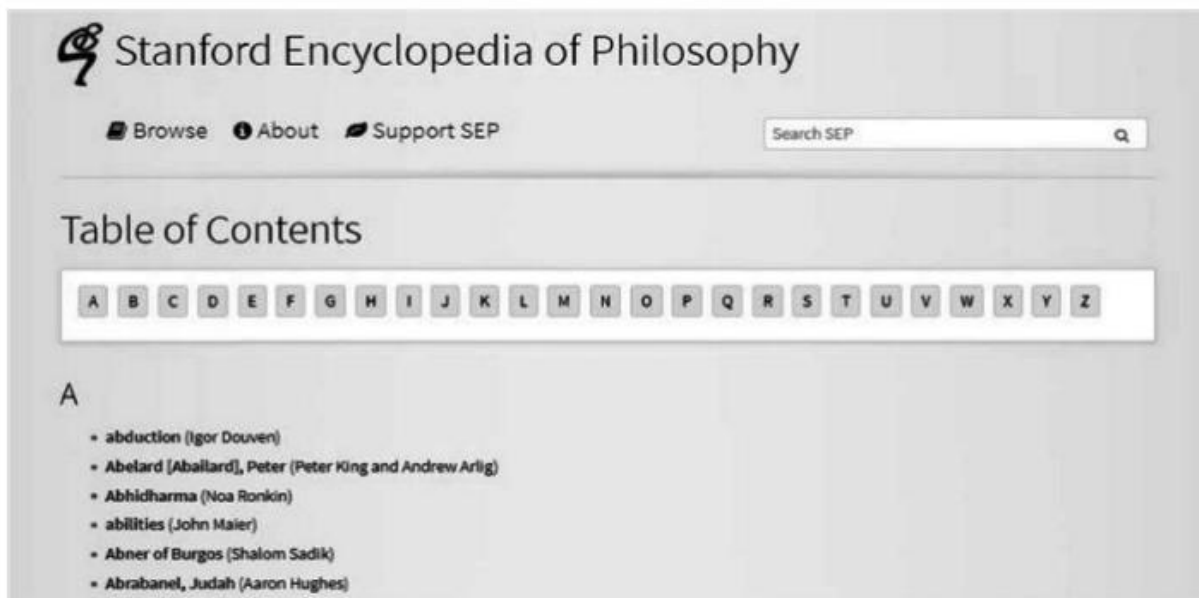 Stanford Encyclopedia of Philosophy
Browse About Support SEP Search SEP
Table of Contents
A B C D E F G H I J K L M N O P Q R S T U V W X Y Z
A
• abduction (Igor Douven)
• Abelard [Abailard], Peter (Peter King and Andrew Arlig)
• Abhidharma (Noa Ronkin)
• abilities (John Maier)
• Abner of Burgos (Shalom Sadik)
• Abrabanel, Judah (Aaron Hughes)